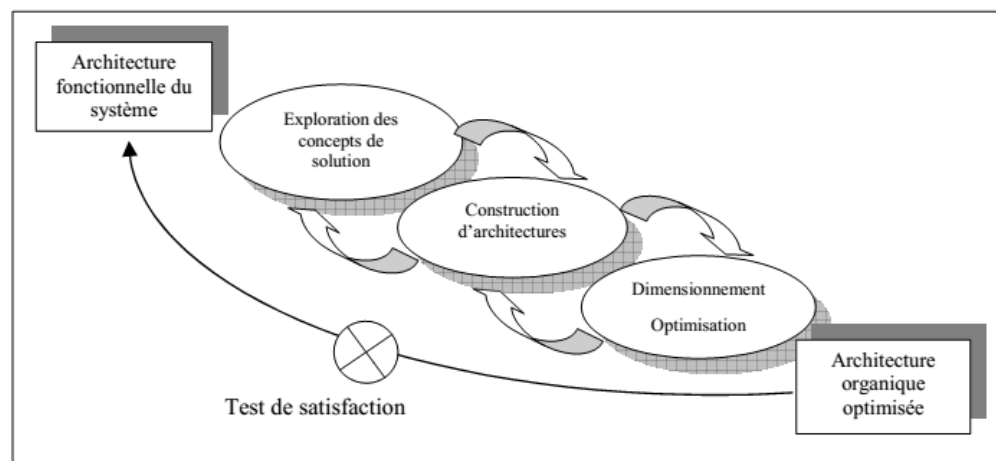 Architecture
fonctionnelle du
système
Exploration des
concepts de
solution
Construction
d'architectures
Dimensionnement
Optimisation
Architecture
organique
optimisée
Test de satisfaction